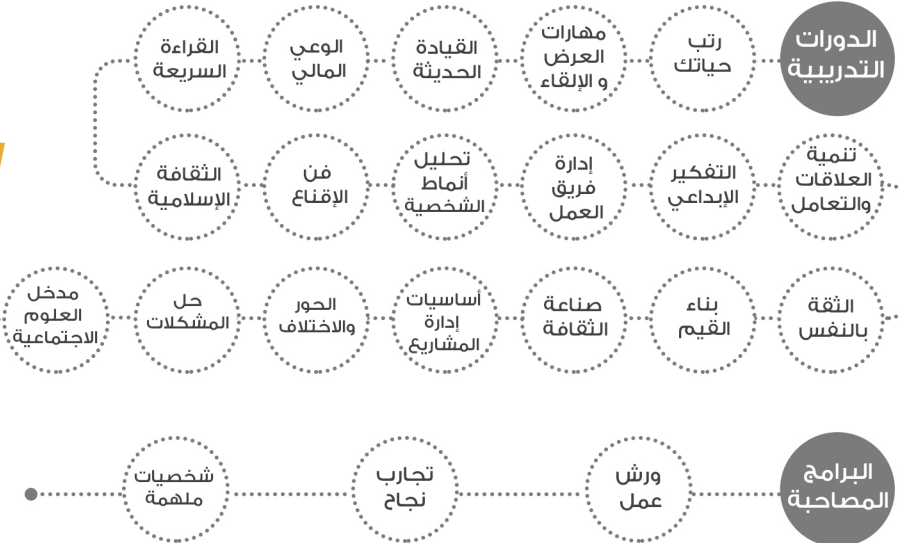 الدورات
التدريبية
رتب
حياتك
مهارات
العرض
و الإلقاء
القيادة
الحديثة
الوعي
المالي
القراءة
السريعة
تنمية
العلاقات
والتعامل
التفكير
الإبداعي
إدارة
فريق
العمل
تحليل
أنماط
الشخصية
فن
الإقناع
الثقافة
الإسلامية
الثقة
بالنفس
بناء
القيم
صناعة
الثقافة
أساسيات
إدارة
المشاريع
الحور
والاختلاف
حل
المشكلات
مدخل
العلوم
الاجتماعية
البرامج
المصاحبة
ورش
عمل
تجارب
نجاح
شخصيات
ملهمة